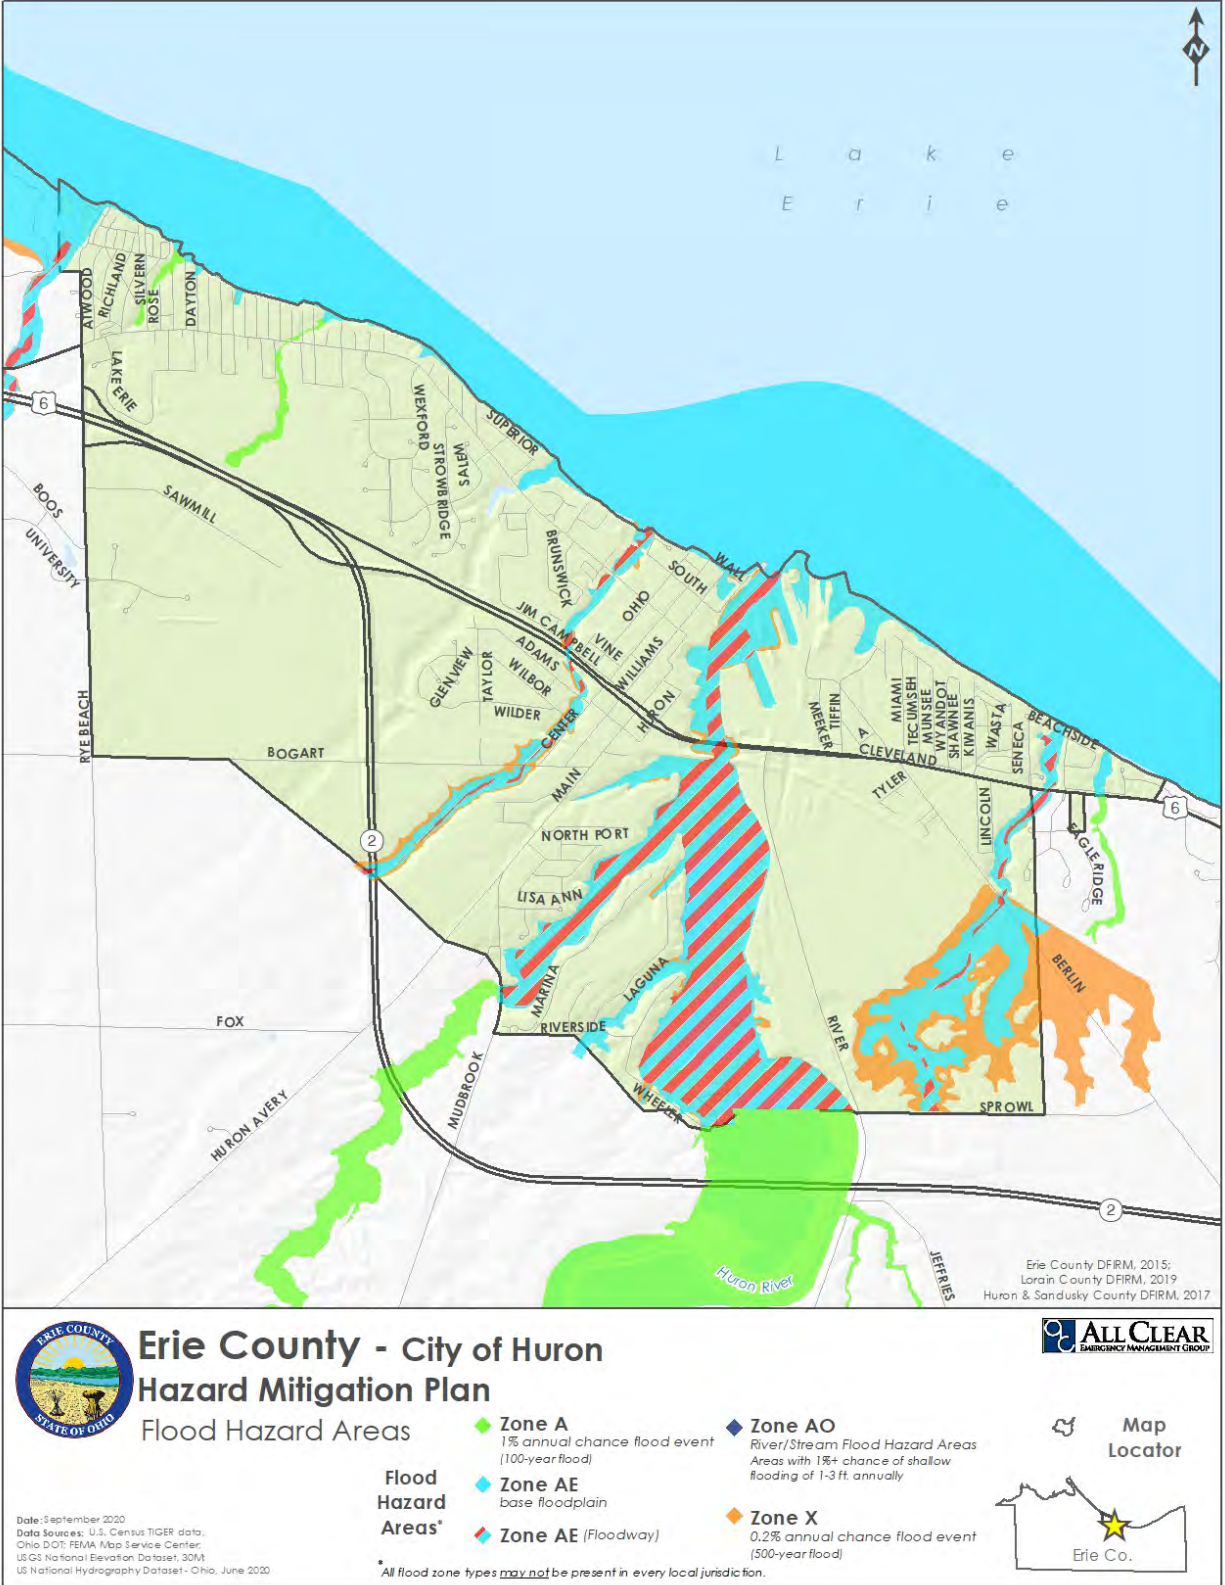 N
L a k e
E r i e
ATWOOD
RICHLAND
SILVERN
ROSE
DAYTON
LAKE ERIE
6
WEXFORD
STROWBRIDGE
SALEM
SUPERIOR
BOOS
UNIVERSITY
SAWMILL
BRUNSWICK
SOUTH
WALL
OHIO
JIM CAMPBELL
VINE
ADAMS
WILLIAMS
WILBOR
GLENVIEW
TAYLOR
WILDER
CENTER
HURON
RYE BEACH
BOGART
MAIN
MEEKER
TIFFIN
A
MIAMI
TECUMSEH
MUNSEE
WYANDOT
SHAWNEE
KIWANIS
WASTA
SENECA
BEACHSIDE
CLEVELAND
TYLER
LINCOLN
6
EAGLE RIDGE
2
NORTH PORT
LISA ANN
MARINA
LAGUNA
RIVERSIDE
BERLIN
RIVER
FOX
MUDBROOK
HURON AVERY
WHEELER
SPROWL
2
JEFFRIES
Huron River
Erie County DFIRM, 2015;
Lorain County DFIRM, 2019
Huron & Sandusky County DFIRM, 2017
ERIE COUNTY
STATE OF OHIO
Erie County - City of Huron
Hazard Mitigation Plan
Flood Hazard Areas
ALL CLEAR
EMERGENCY MANAGEMENT GROUP
Flood
Hazard
Areas*
Zone A
1% annual chance flood event
(100-year flood)
Zone AE
base floodplain
Zone AE (Floodway)
Zone AO
River/Stream Flood Hazard Areas
Areas with 1%+ chance of shallow
flooding of 1-3 ft. annually
Zone X
0.2% annual chance flood event
(500-year flood)
Map
Locator
Erie Co.
Date: September 2020
Data Sources: U.S. Census TIGER data,
Ohio DOT; FEMA Map Service Center;
USGS National Elevation Dataset, 30M;
US National Hydrography Dataset - Ohio, June 2020
*All flood zone types may not be present in every local jurisdiction.